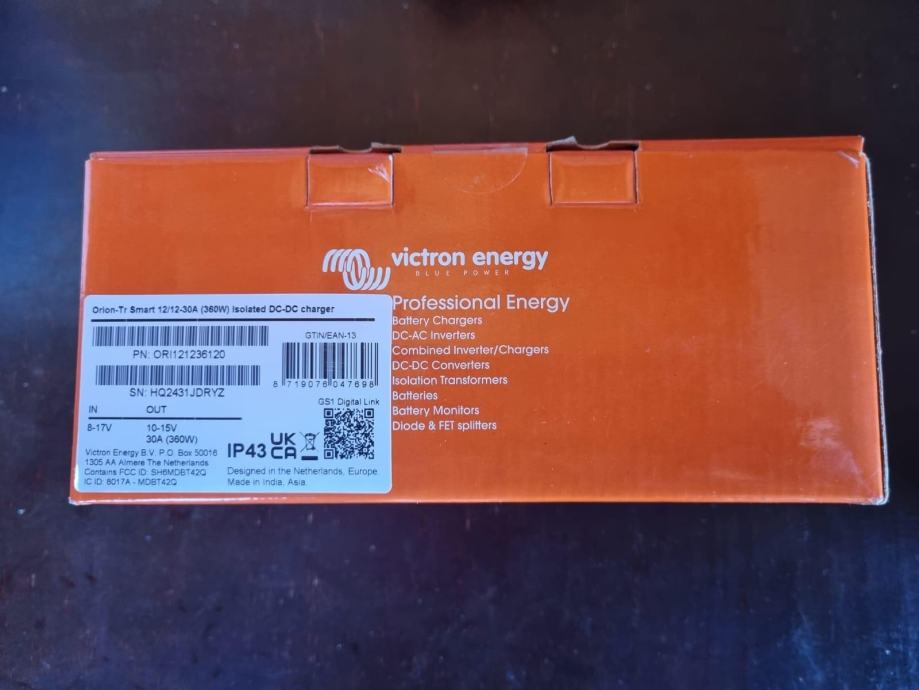 victron energy
BLUE POWER
Professional Energy
Battery Chargers
DC-AC Inverters
Combined Inverter/Chargers
DC-DC Converters
Isolation Transformers
Batteries
Battery Monitors
Diode & FET splitters
Orion-Tr Smart 12/12-30A (360W) Isolated DC-DC charger
PN: ORI121236120
SN: HQ2431JDRYZ
GTIN/EAN-13
8 719076 047698
GS1 Digital Link
IN OUT
8-17V 10-15V
30A (360W)
IP43 UK CA
Victron Energy B.V. P.O. Box 50016
1305 AA Almere The Netherlands
Contains FCC ID: SH6MDBT42Q
IC ID: 8017A - MDBT42Q
Designed in the Netherlands, Europe.
Made in India, Asia.